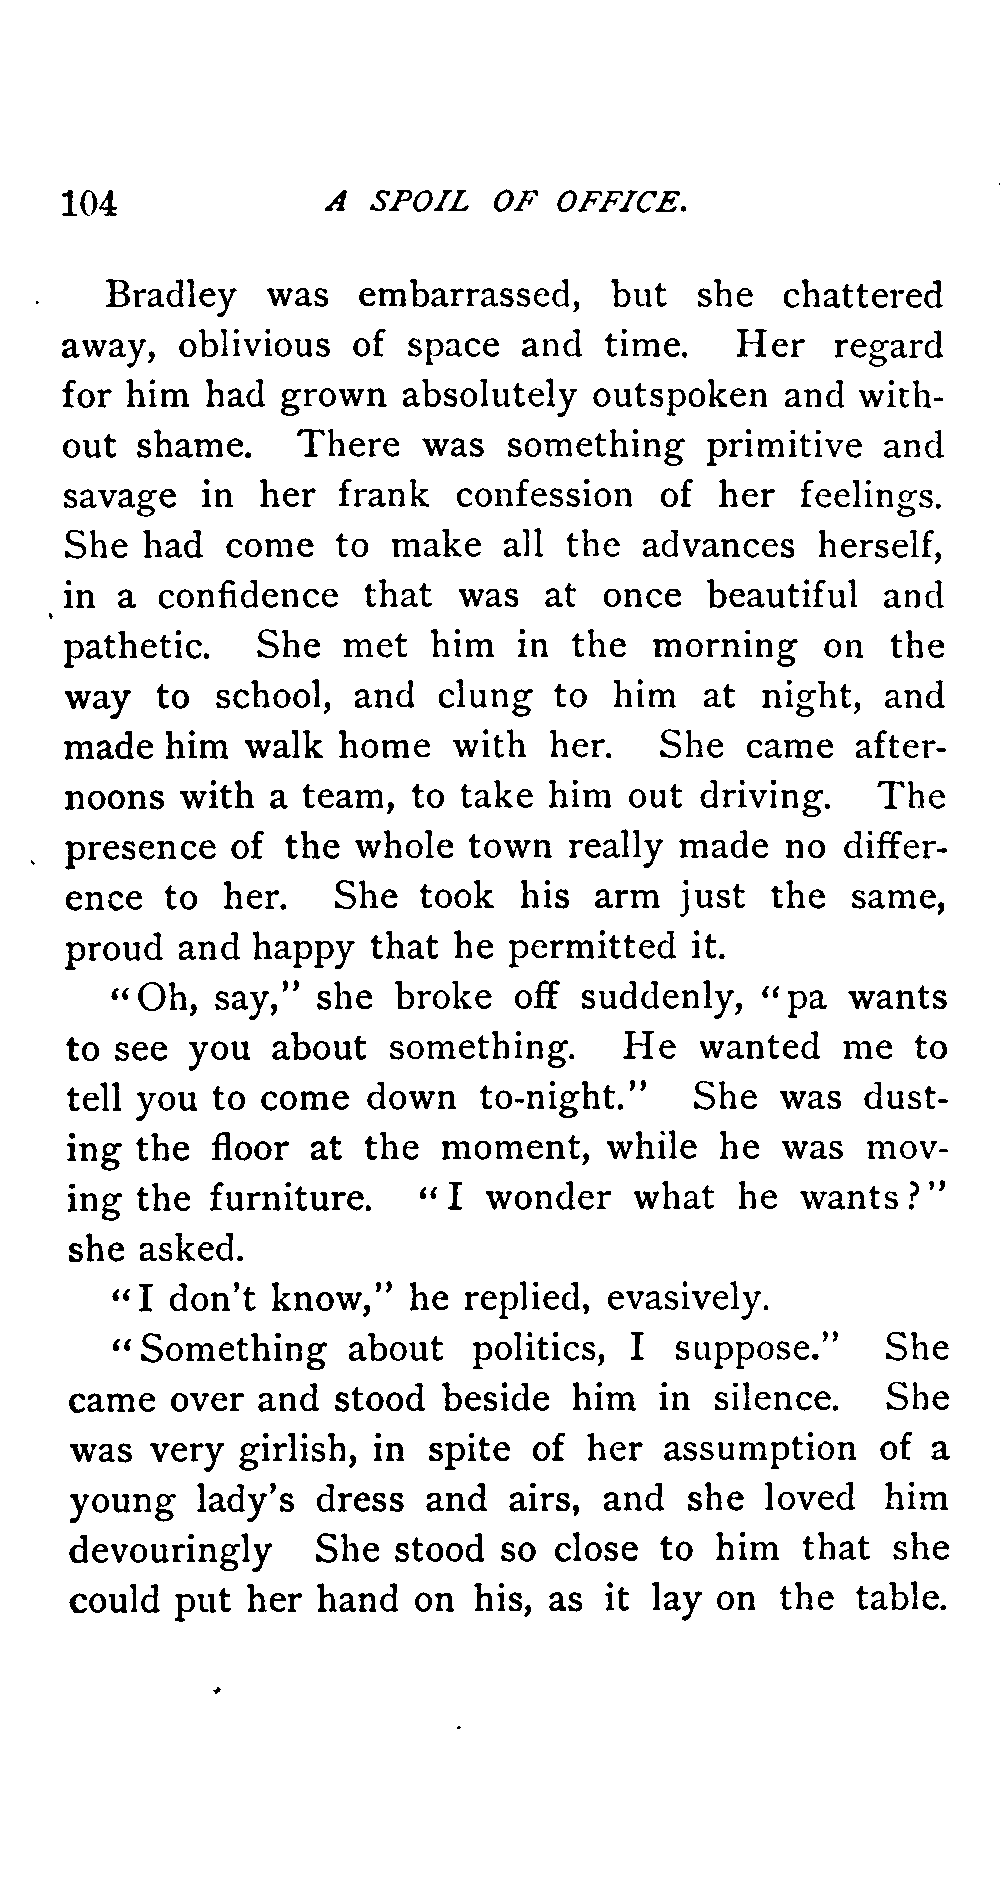 104 A SPOIL OF OFFICE.
Bradley was embarrassed, but she chattered
away, oblivious of space and time. Her regard
for him had grown absolutely outspoken and with-
out shame. There was something primitive and
savage in her frank confession of her feelings.
She had come to make all the advances herself,
in a confidence that was at once beautiful and
pathetic. She met him in the morning on the
way to school, and clung to him at night, and
made him walk home with her. She came after-
noons with a team, to take him out driving. The
presence of the whole town really made no differ-
ence to her. She took his arm just the same,
proud and happy that he permitted it.
"Oh, say," she broke off suddenly, "pa wants
to see you about something. He wanted me to
tell you to come down to-night." She was dust-
ing the floor at the moment, while he was mov-
ing the furniture. "I wonder what he wants?"
she asked.
"I don't know," he replied, evasively.
"Something about politics, I suppose." She
came over and stood beside him in silence. She
was very girlish, in spite of her assumption of a
young lady's dress and airs, and she loved him
devouringly She stood so close to him that she
could put her hand on his, as it lay on the table.